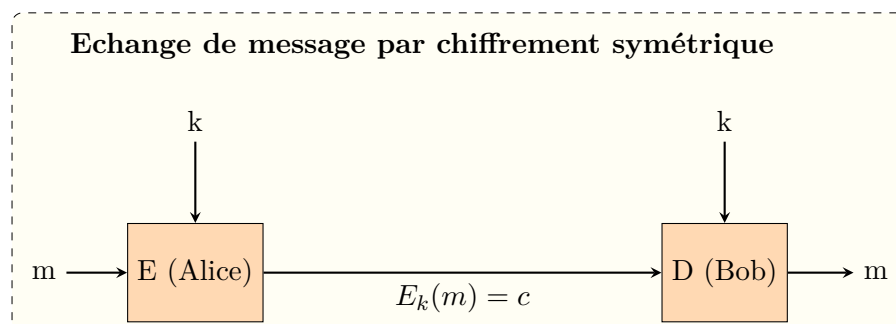 Echange de message par chiffrement symétrique
k k
m E (Alice) D (Bob) m
E_k(m) = c